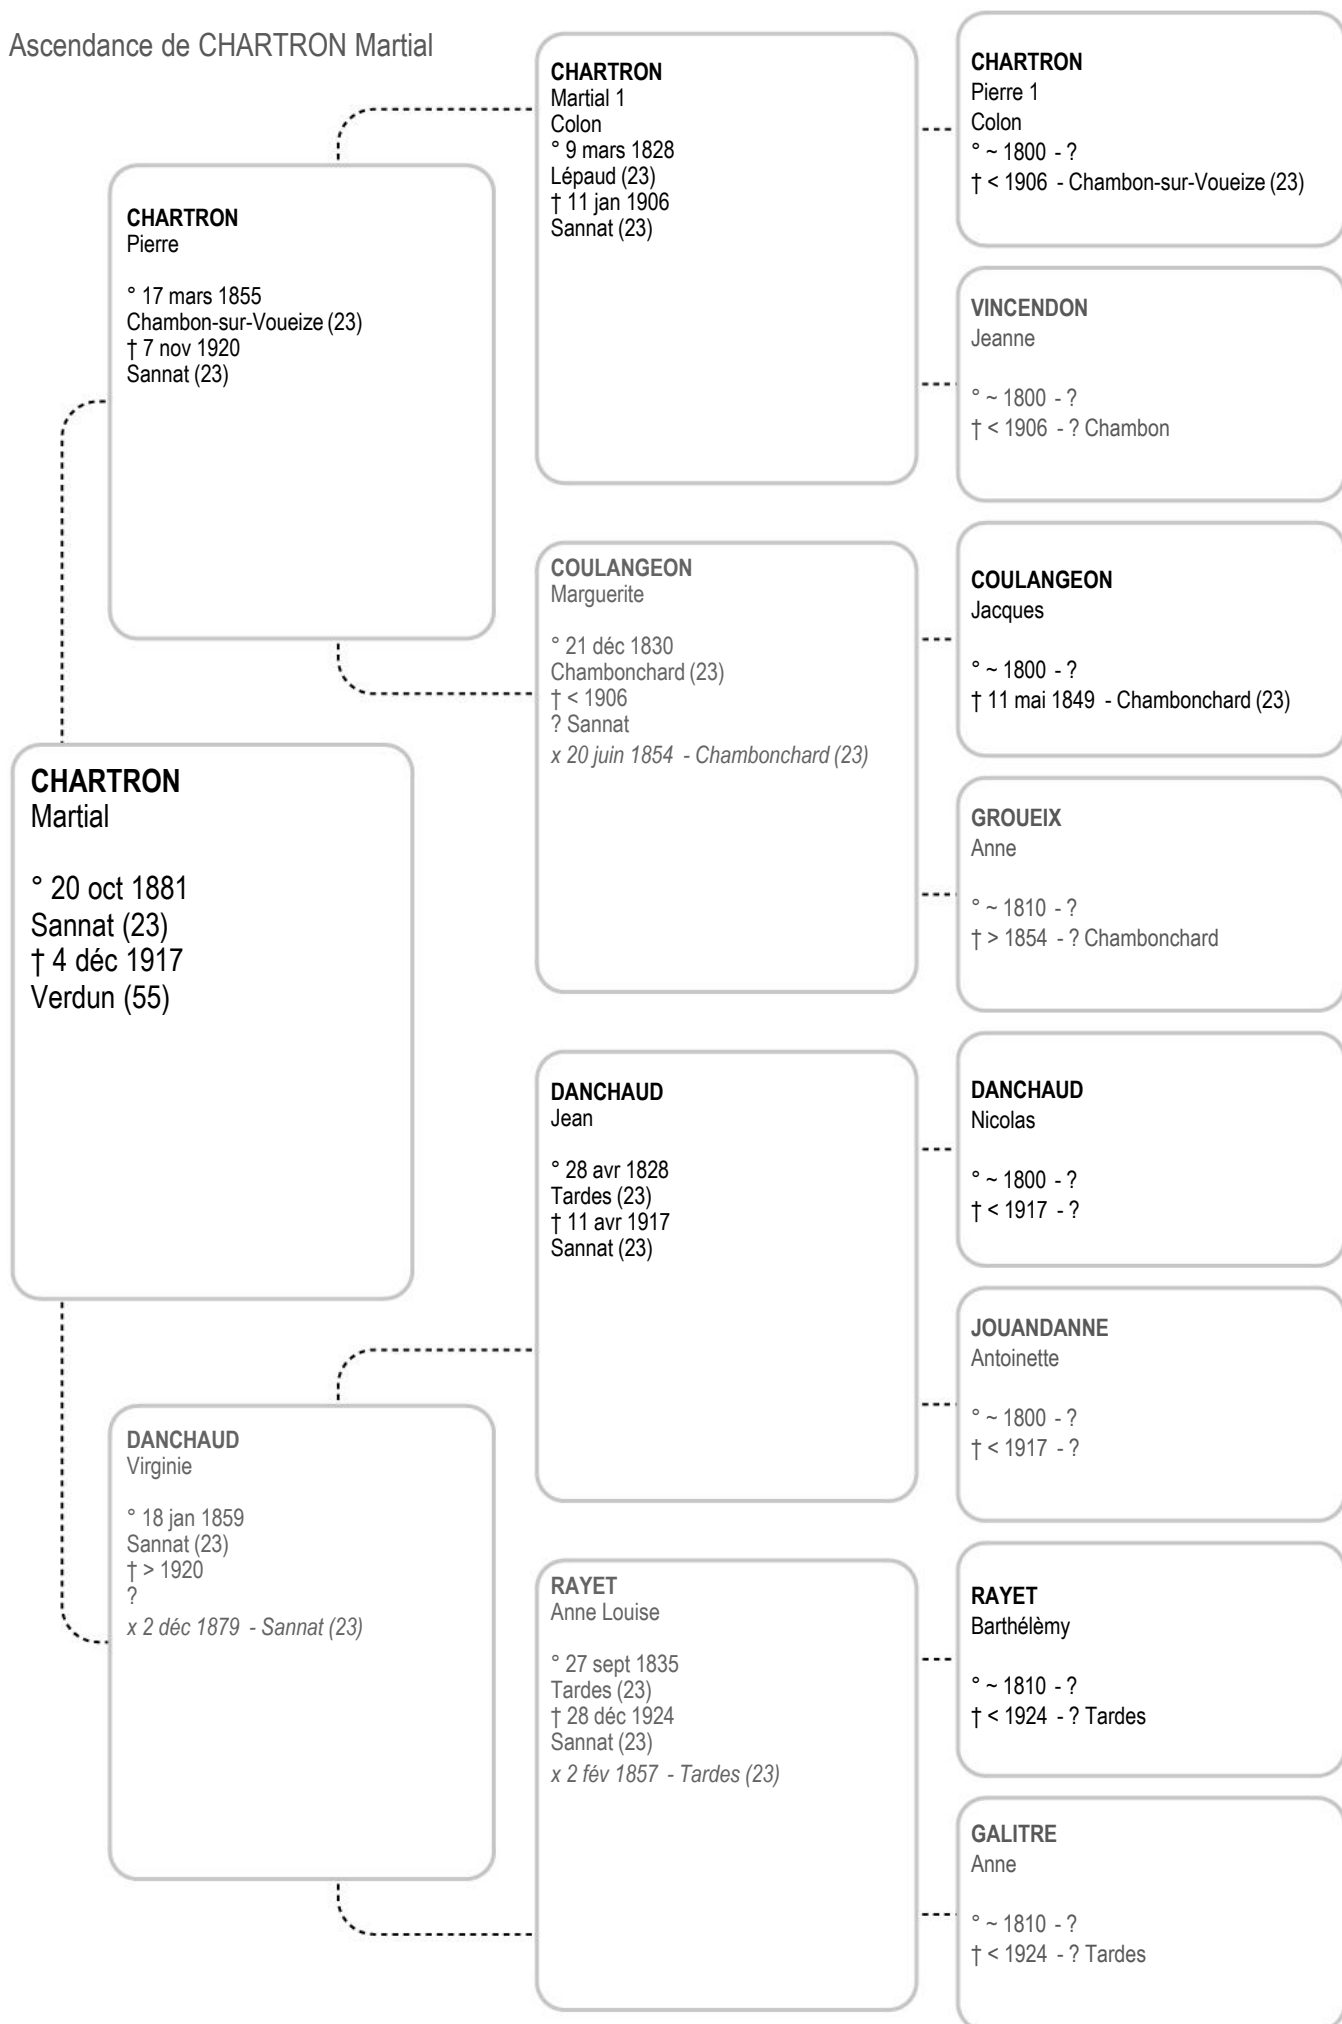 Ascendance de CHARTRON Martial
CHARTRON
Martial
° 20 oct 1881
Sannat (23)
† 4 déc 1917
Verdun (55)
CHARTRON
Pierre
° 17 mars 1855
Chambon-sur-Voueize (23)
† 7 nov 1920
Sannat (23)
DANCHAUD
Virginie
° 18 jan 1859
Sannat (23)
† > 1920
?
x 2 déc 1879 - Sannat (23)
CHARTRON
Martial 1
Colon
° 9 mars 1828
Lépaud (23)
† 11 jan 1906
Sannat (23)
COULANGEON
Marguerite
° 21 déc 1830
Chambonchard (23)
† < 1906
? Sannat
x 20 juin 1854 - Chambonchard (23)
DANCHAUD
Jean
° 28 avr 1828
Tardes (23)
† 11 avr 1917
Sannat (23)
RAYET
Anne Louise
° 27 sept 1835
Tardes (23)
† 28 déc 1924
Sannat (23)
x 2 fév 1857 - Tardes (23)
CHARTRON
Pierre 1
Colon
° ~ 1800 - ?
† < 1906 - Chambon-sur-Voueize (23)
VINCENDON
Jeanne
° ~ 1800 - ?
† < 1906 - ? Chambon
COULANGEON
Jacques
° ~ 1800 - ?
† 11 mai 1849 - Chambonchard (23)
GROUEIX
Anne
° ~ 1810 - ?
† > 1854 - ? Chambonchard
DANCHAUD
Nicolas
° ~ 1800 - ?
† < 1917 - ?
JOUANDANNE
Antoinette
° ~ 1800 - ?
† < 1917 - ?
RAYET
Barthélèmy
° ~ 1810 - ?
† < 1924 - ? Tardes
GALITRE
Anne
° ~ 1810 - ?
† < 1924 - ? Tardes